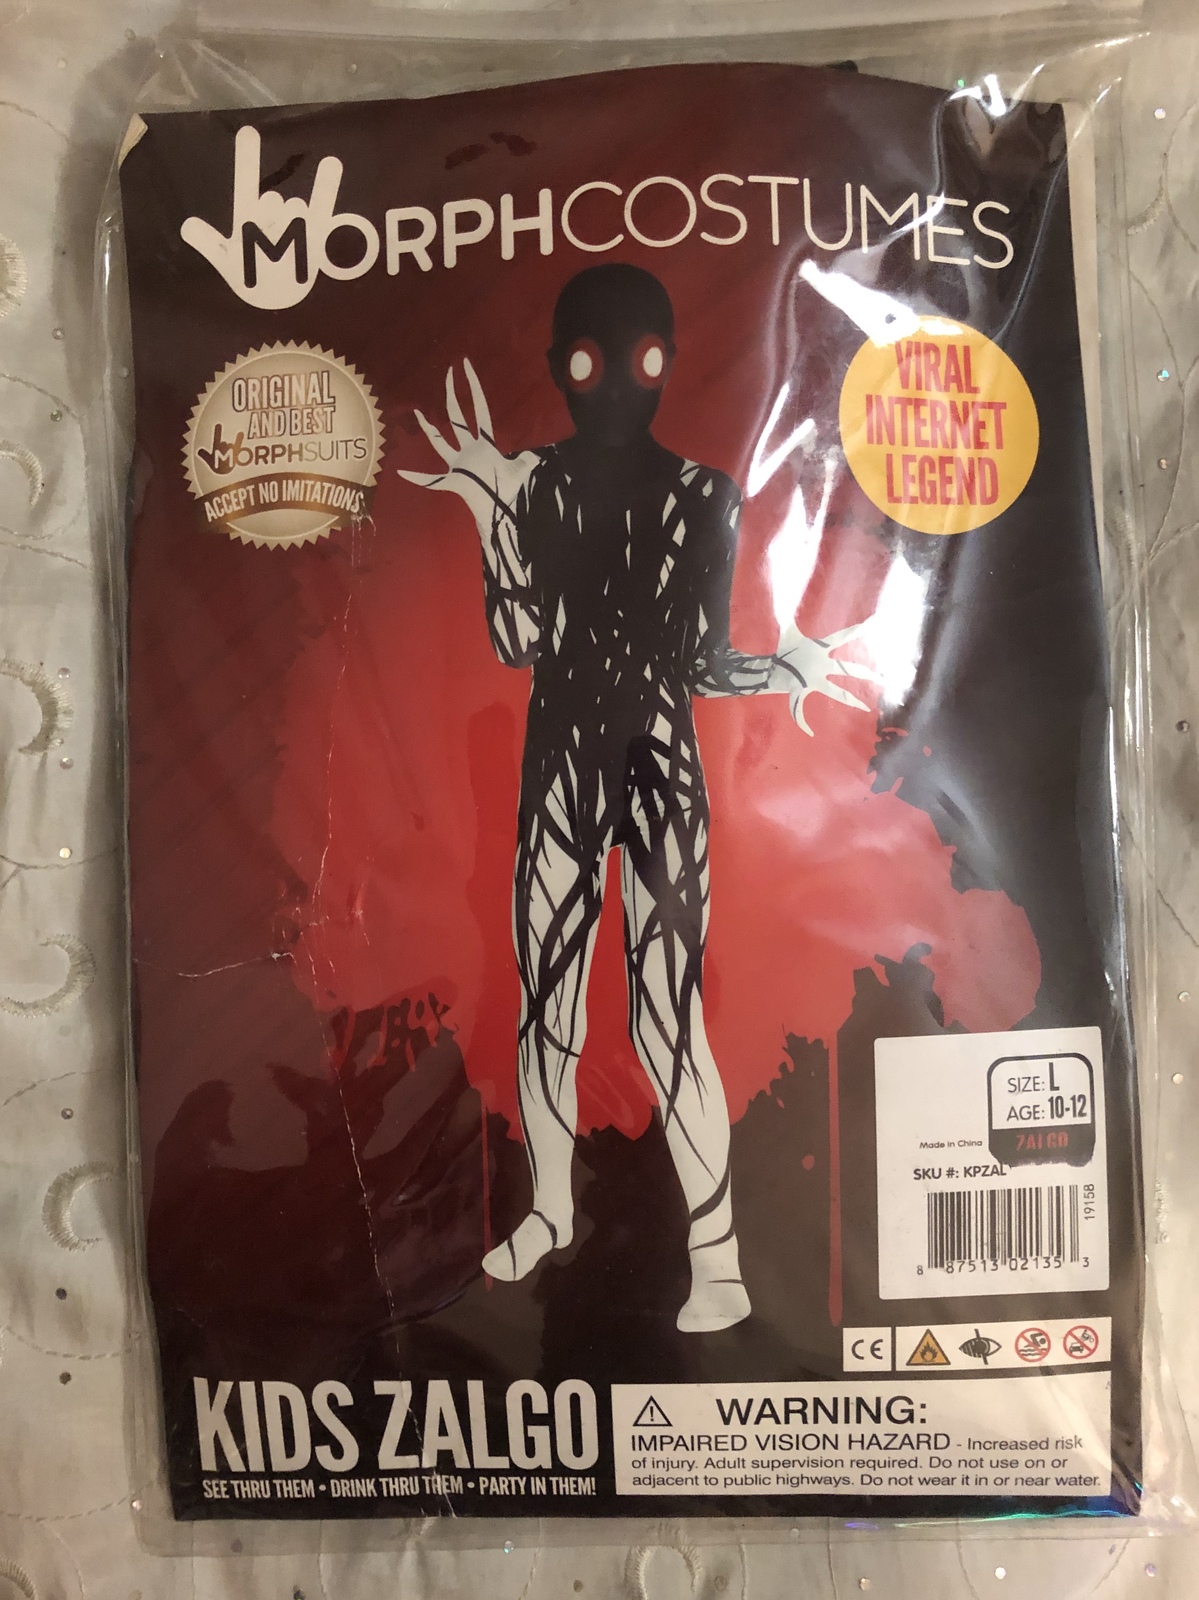 MORPHCOSTUMES
ORIGINAL
AND BEST
MORPHSUITS
ACCEPT NO IMITATIONS
VIRAL
INTERNET
LEGEND
SIZE: L
AGE: 10-12
Made in China
ZALGO
SKU #: KPZAL
19158
8 87513 02135 3
CE
KIDS ZALGO
SEE THRU THEM • DRINK THRU THEM • PARTY IN THEM!
WARNING:
IMPAIRED VISION HAZARD - Increased risk
of injury. Adult supervision required. Do not use on or
adjacent to public highways. Do not wear it in or near water.